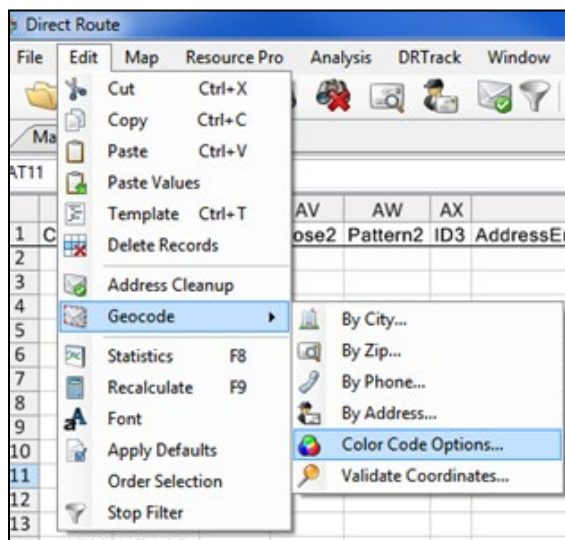 Direct Route
File Edit Map Resource Pro Analysis DRTrack Window
Cut Ctrl+X
Copy Ctrl+C
Paste Ctrl+V
Paste Values
Template Ctrl+T
Delete Records
Address Cleanup
Geocode
Statistics F8
Recalculate F9
Font
Apply Defaults
Order Selection
Stop Filter
By City...
By Zip...
By Phone...
By Address...
Color Code Options...
Validate Coordinates...
Ma
AT11
AV AW AX
1 C ose2 Pattern2 ID3 AddressEr
2
3
4
5
6
7
8
9
10
11
12
13